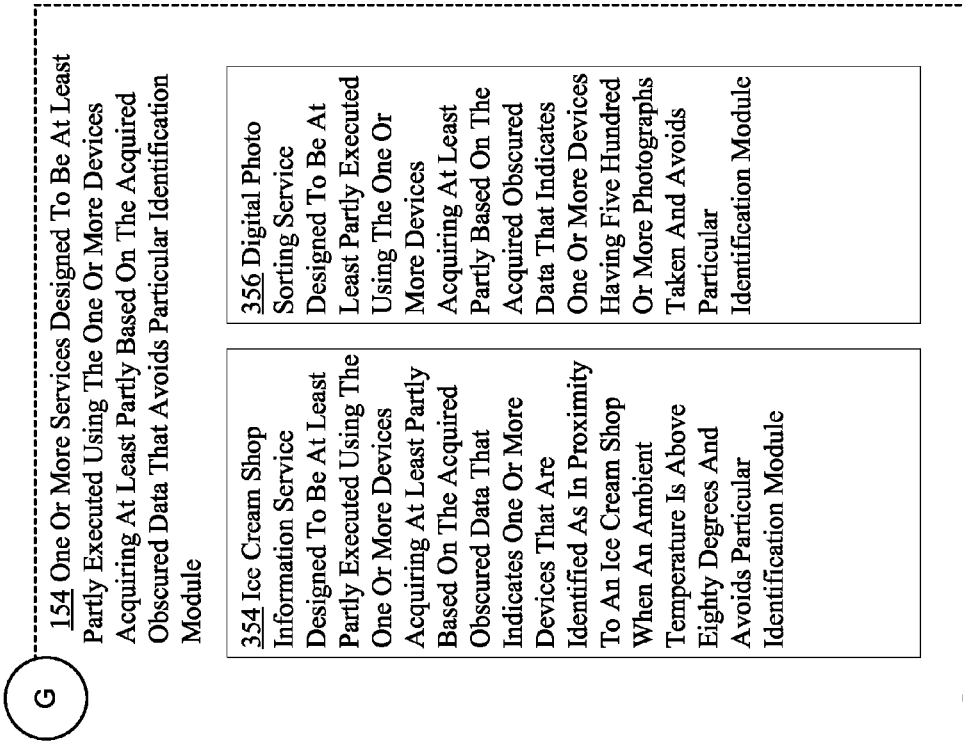 G
154 One Or More Services Designed To Be At Least
Partly Executed Using The One Or More Devices
Acquiring At Least Partly Based On The Acquired
Obscured Data That Avoids Particular Identification
Module
354 Ice Cream Shop
Information Service
Designed To Be At Least
Partly Executed Using The
One Or More Devices
Acquiring At Least Partly
Based On The Acquired
Obscured Data That
Indicates One Or More
Devices That Are
Identified As In Proximity
To An Ice Cream Shop
When An Ambient
Temperature Is Above
Eighty Degrees And
Avoids Particular
Identification Module
356 Digital Photo
Sorting Service
Designed To Be At
Least Partly Executed
Using The One Or
More Devices
Acquiring At Least
Partly Based On The
Acquired Obscured
Data That Indicates
One Or More Devices
Having Five Hundred
Or More Photographs
Taken And Avoids
Particular
Identification Module